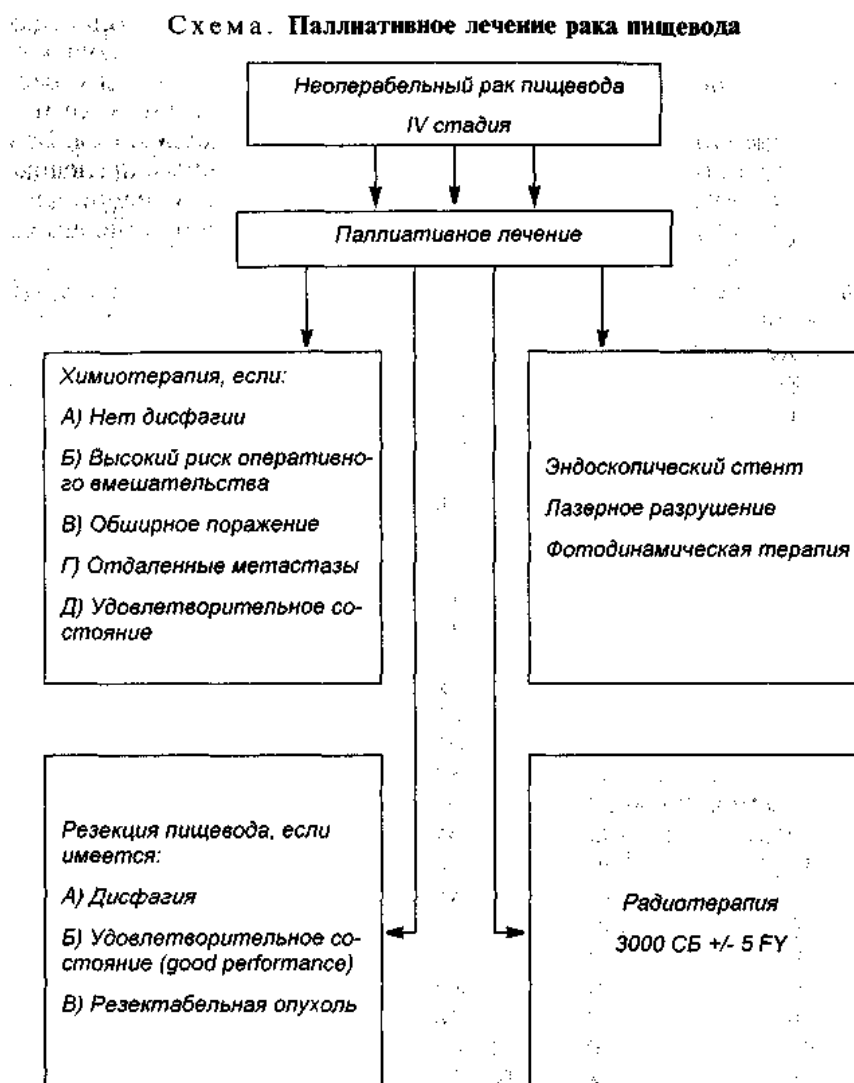 Схема. Паллиативное лечение рака пищевода
Неоперабельный рак пищевода
IV стадия
Паллиативное лечение
Химиотерапия, если:
А) Нет дисфагии
Б) Высокий риск оперативно-
го вмешательства
В) Обширное поражение
Г) Отдаленные метастазы
Д) Удовлетворительное со-
стояние
Эндоскопический стент
Лазерное разрушение
Фотодинамическая терапия
Резекция пищевода, если
имеется:
А) Дисфагия
Б) Удовлетворительное со-
стояние (good performance)
В) Резектабельная опухоль
Радиотерапия
3000 СБ +/- 5 FY